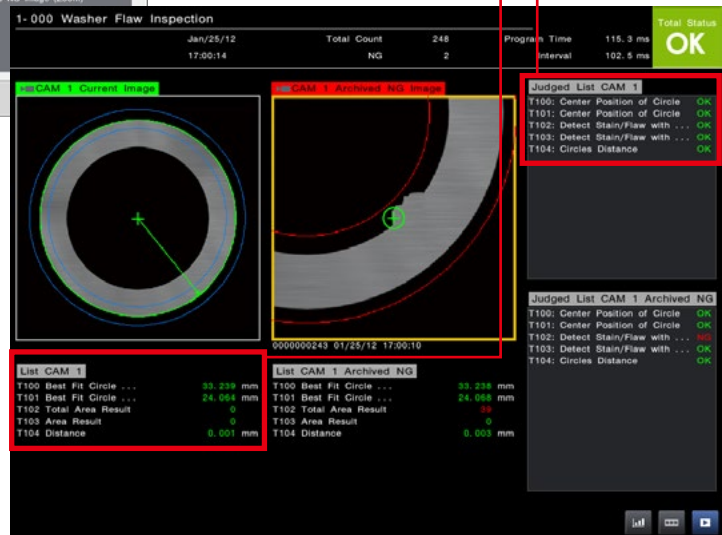 1- 000 Washer Flaw Inspection
Jan/25/12 Total Count 248 Program Time 115. 3 ms
17:00:14 NG 2 Interval 102. 5 ms
Total Status
OK
CAM 1 Current Image
CAM 1 Archived NG Image
0000000243 01/25/12 17:00:10
Judged List CAM 1
T100: Center Position of Circle OK
T101: Center Position of Circle OK
T102: Detect Stain/Flaw with ... OK
T103: Detect Stain/Flaw with ... OK
T104: Circles Distance OK
Judged List CAM 1 Archived NG
T100: Center Position of Circle OK
T101: Center Position of Circle OK
T102: Detect Stain/Flaw with ... NG
T103: Detect Stain/Flaw with ... OK
T104: Circles Distance OK
List CAM 1
T100 Best Fit Circle ... 33. 239 mm
T101 Best Fit Circle ... 24. 064 mm
T102 Total Area Result 0
T103 Area Result 0
T104 Distance 0. 001 mm
List CAM 1 Archived NG
T100 Best Fit Circle ... 33. 238 mm
T101 Best Fit Circle ... 24. 068 mm
T102 Total Area Result 39
T103 Area Result 0
T104 Distance 0. 003 mm